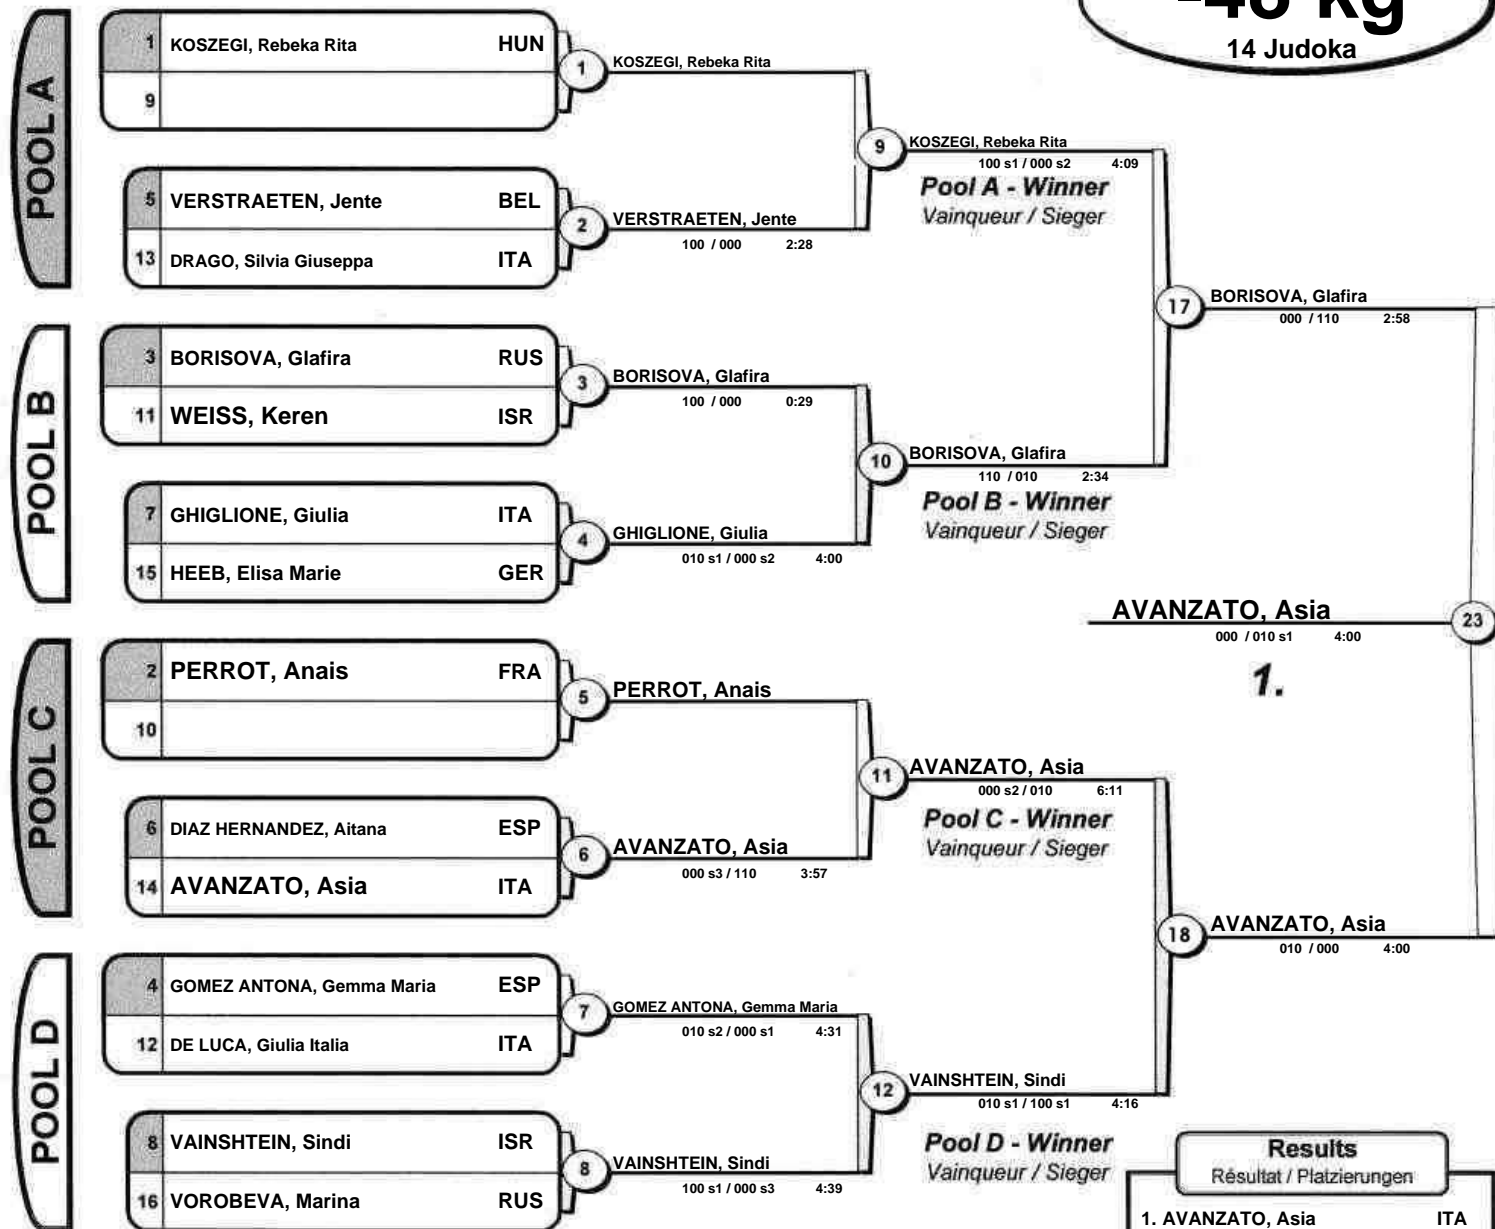 -48 kg
14 Judoka
POOL A
1 KOSZEGI, Rebeka Rita HUN
9
1
KOSZEGI, Rebeka Rita
5 VERSTRAETEN, Jente BEL
13 DRAGO, Silvia Giuseppa ITA
2
VERSTRAETEN, Jente
100 / 000 2:28
9
KOSZEGI, Rebeka Rita
100 s1 / 000 s2 4:09
Pool A - Winner
Vainqueur / Sieger
POOL B
3 BORISOVA, Glafira RUS
11 WEISS, Keren ISR
3
BORISOVA, Glafira
100 / 000 0:29
7 GHIGLIONE, Giulia ITA
15 HEEB, Elisa Marie GER
4
GHIGLIONE, Giulia
010 s1 / 000 s2 4:00
10
BORISOVA, Glafira
110 / 010 2:34
Pool B - Winner
Vainqueur / Sieger
17
BORISOVA, Glafira
000 / 110 2:58
AVANZATO, Asia
000 / 010 s1 4:00
23
1.
POOL C
2 PERROT, Anais FRA
10
5
PERROT, Anais
6 DIAZ HERNANDEZ, Aitana ESP
14 AVANZATO, Asia ITA
6
AVANZATO, Asia
000 s3 / 110 3:57
11
AVANZATO, Asia
000 s2 / 010 6:11
Pool C - Winner
Vainqueur / Sieger
18
AVANZATO, Asia
010 / 000 4:00
POOL D
4 GOMEZ ANTONA, Gemma Maria ESP
12 DE LUCA, Giulia Italia ITA
7
GOMEZ ANTONA, Gemma Maria
010 s2 / 000 s1 4:31
8 VAINSHTEIN, Sindi ISR
16 VOROBEVA, Marina RUS
8
VAINSHTEIN, Sindi
100 s1 / 000 s3 4:39
12
VAINSHTEIN, Sindi
010 s1 / 100 s1 4:16
Pool D - Winner
Vainqueur / Sieger
Results
Résultat / Platzierungen
1. AVANZATO, Asia ITA